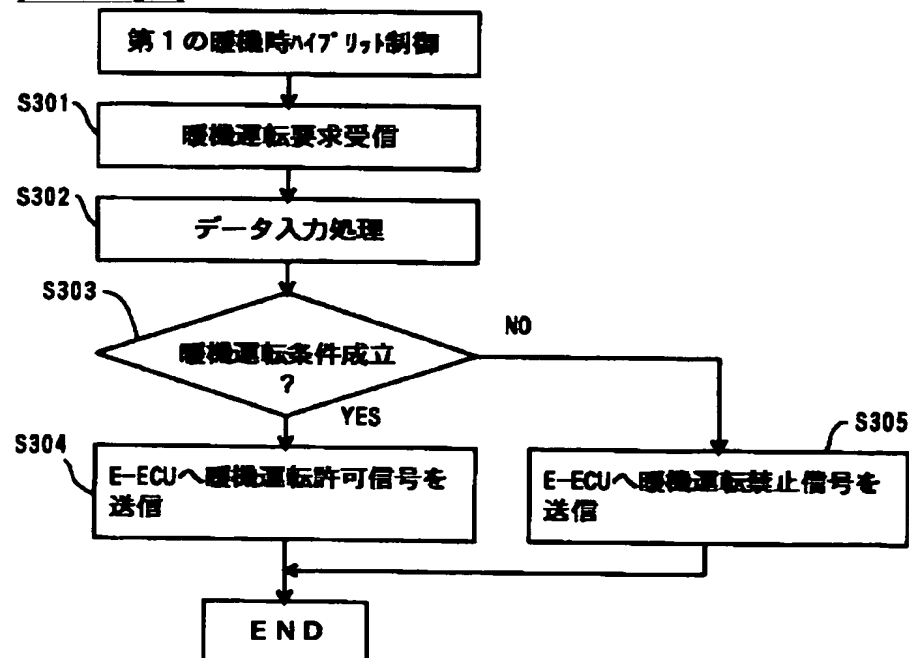 第1の暖機時ﾊｲﾌﾞﾘｯﾄ制御
S301
暖機運転要求受信
S302
データ入力処理
S303
暖機運転条件成立
?
NO
YES
S304
E-ECUへ暖機運転許可信号を
送信
S305
E-ECUへ暖機運転禁止信号を
送信
END